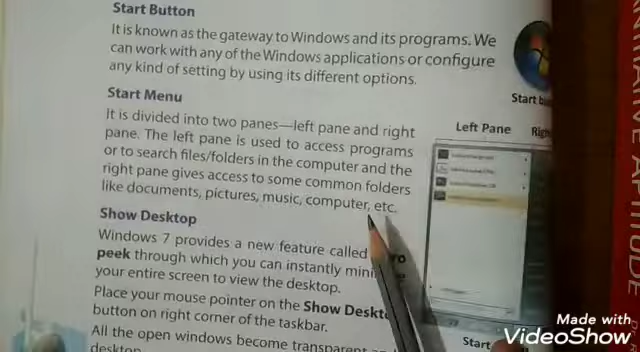 Start Button
It is known as the gateway to Windows and its programs. We
can work with any of the Windows applications or configure
any kind of setting by using its different options.
Start
Start Menu
It is divided into two panes—left pane and right
pane. The left pane is used to access programs
or to search files/folders in the computer and the
right pane gives access to some common folders
like documents, pictures, music, computer, etc.
Left Pane
Show Desktop
Windows 7 provides a new feature called
peek through which you can instantly
your entire screen to view the desktop.
Place your mouse pointer on the Show
button on right corner of the taskbar.
All the open windows become transparent
desktop.
Start
Made with
VideoShow